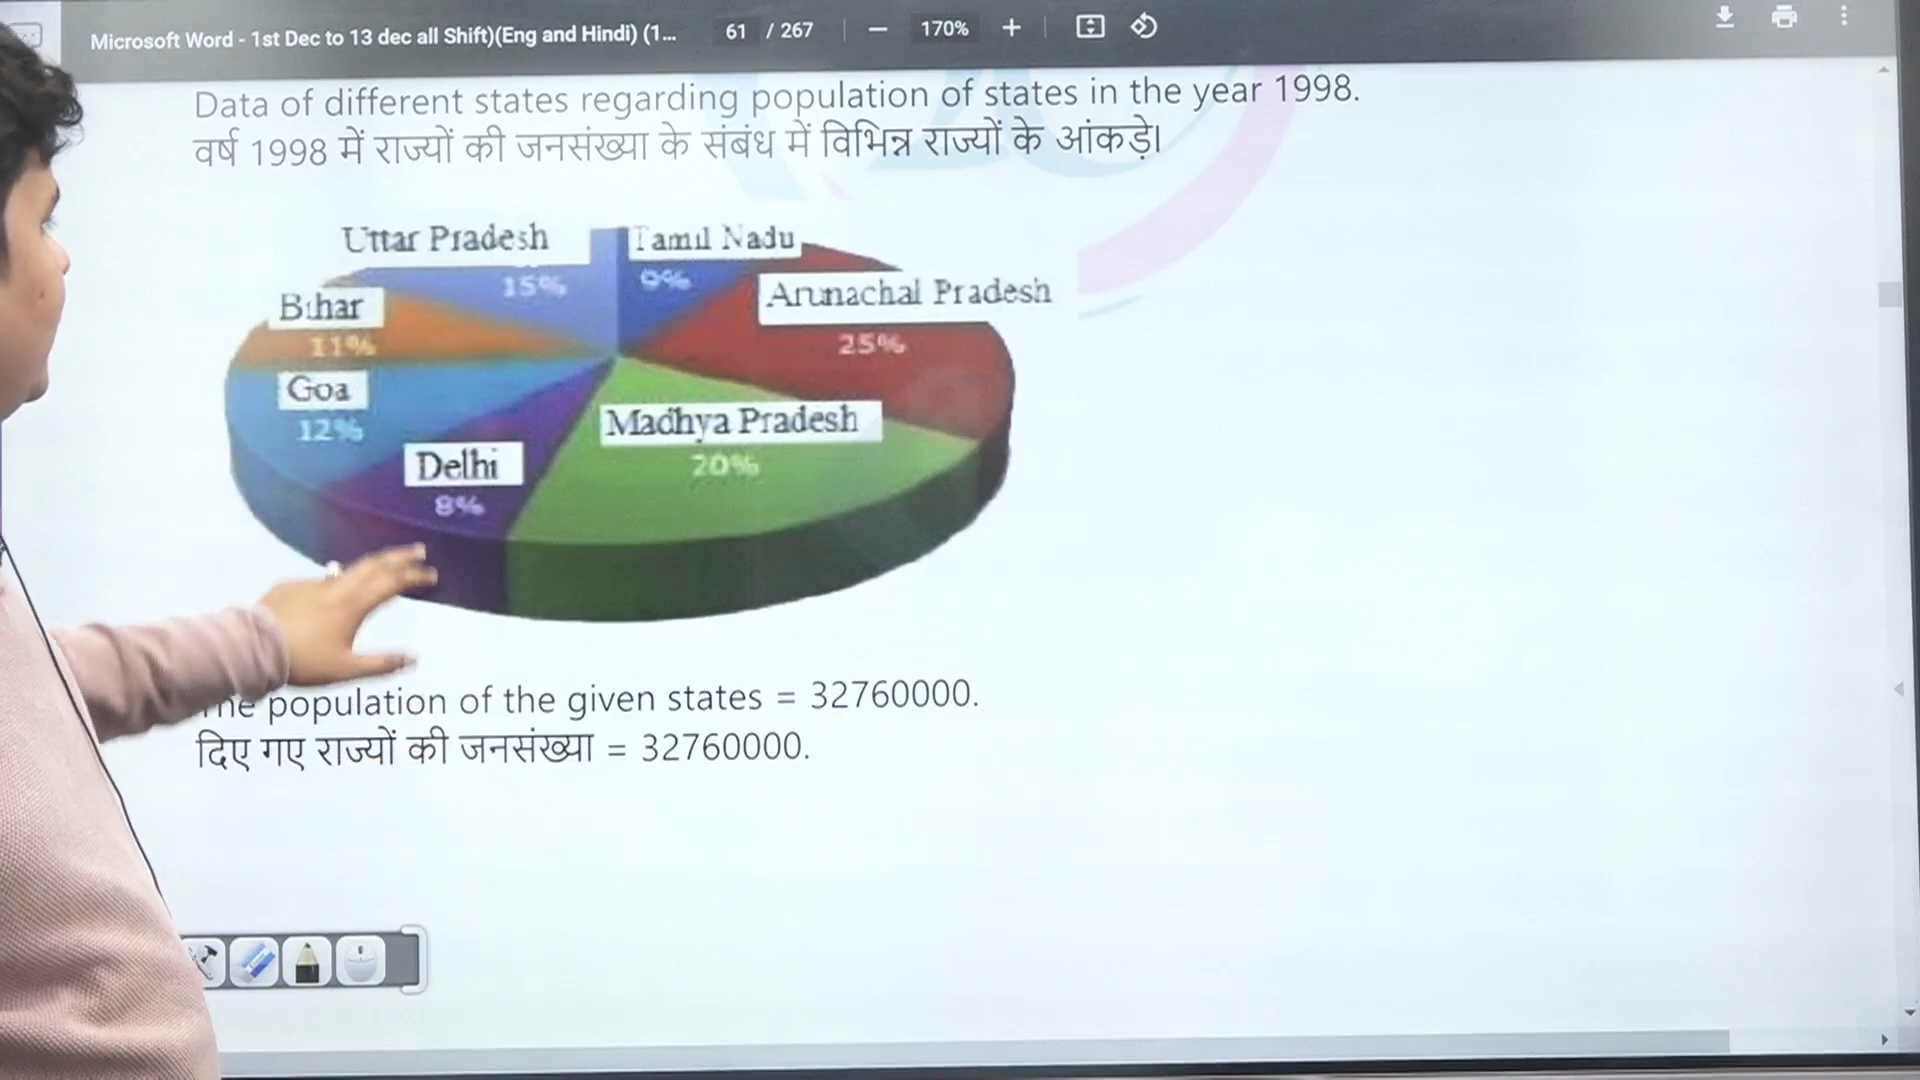 Microsoft Word - 1st Dec to 13 dec all Shift)(Eng and Hindi) (1...
61 / 267
170%
Data of different states regarding population of states in the year 1998.
वर्ष 1998 में राज्यों की जनसंख्या के संबंध में विभिन्न राज्यों के आंकड़े।
Uttar Pradesh
15%
Tamil Nadu
9%
Arunachal Pradesh
25%
Bihar
11%
Goa
12%
Madhya Pradesh
20%
Delhi
8%
The population of the given states = 32760000.
दिए गए राज्यों की जनसंख्या = 32760000.